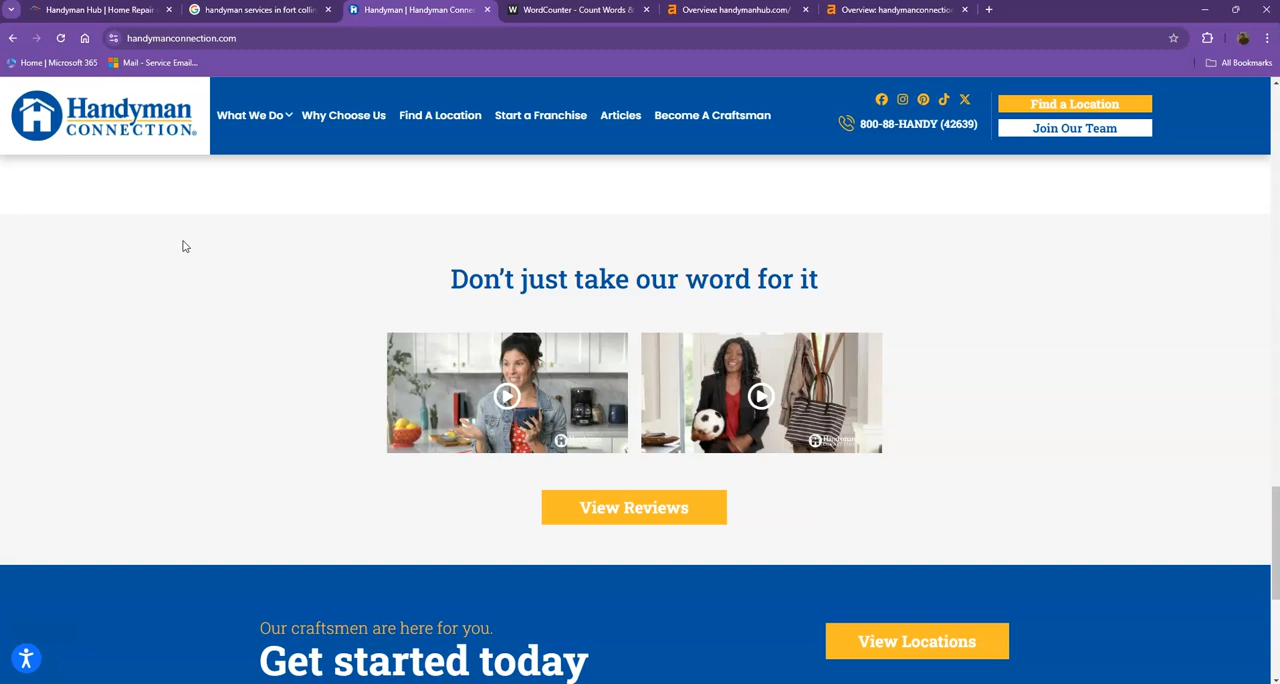 Handyman Hub | Home Repair
handyman services in fort collin
Handyman | Handyman Connec
WordCounter - Count Words &
Overview: handymanhub.com/
Overview: handymanconnection
handymanconnection.com
Home | Microsoft 365
Mail - Service Email...
All Bookmarks
Handyman
CONNECTION
What We Do
Why Choose Us
Find A Location
Start a Franchise
Articles
Become A Craftsman
800-88-HANDY (42639)
Find a Location
Join Our Team
Don't just take our word for it
View Reviews
Our craftsmen are here for you.
Get started today
View Locations